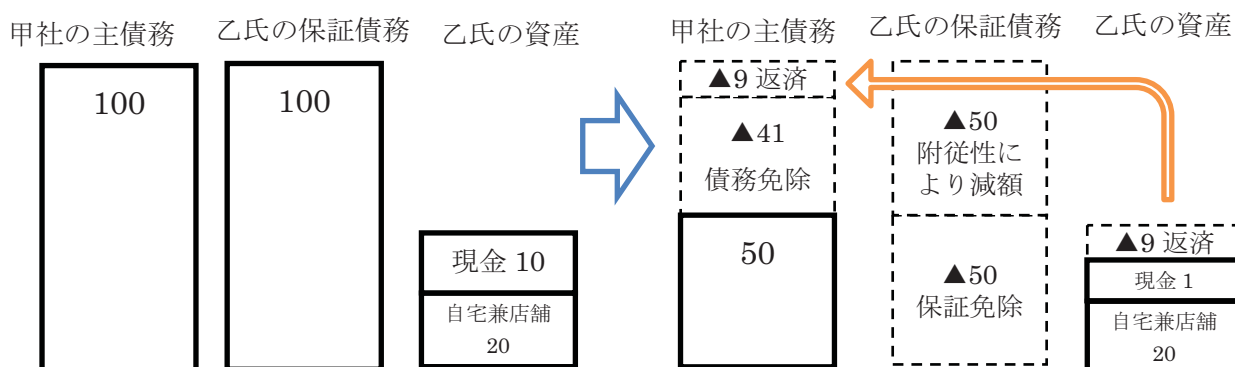 甲社の主債務
乙氏の保証債務
乙氏の資産
100
100
現金 10
自宅兼店舗
20
甲社の主債務
乙氏の保証債務
乙氏の資産
▲9 返済
▲41
債務免除
50
▲50
附従性に
より減額
▲50
保証免除
▲9 返済
現金 1
自宅兼店舗
20